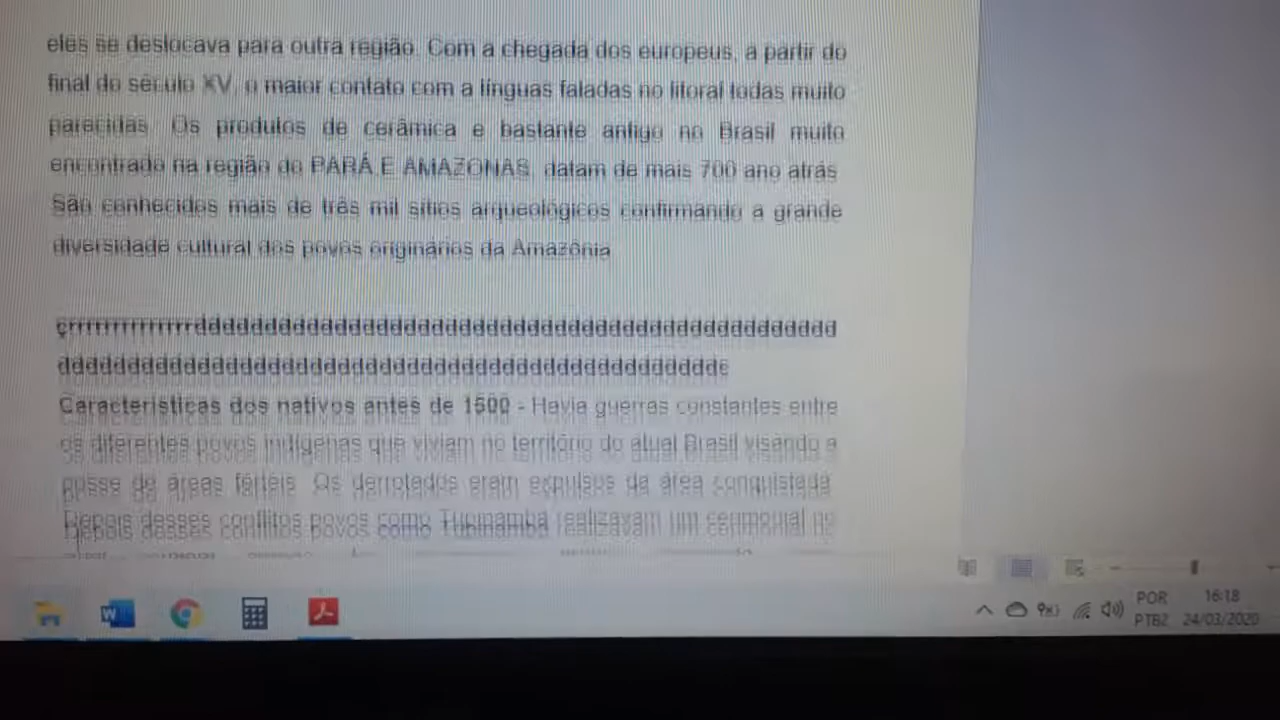 eles se deslocava para outra região. Com a chegada dos europeus, a partir do
final do século XV, o maior contato com a línguas faladas no litoral todas muito
parecidas. Os produtos de cerâmica e bastante antigo no Brasil muito
encontrado na região do PARÁ E AMAZONAS, datam de mais 700 ano atrás
São conhecidos mais de três mil sítios arqueológicos confirmando a grande
diversidade cultural dos povos originários da Amazônia
Características dos nativos antes de 1500 - Havia guerras constantes entre
os diferentes povos indígenas que viviam no território do atual Brasil visando a
posse de áreas férteis. Os derrotados eram expulsos da área conquistada
Depois desses conflitos povos como Tupinambá realizavam um cerimonial no
POR
PTB2
16:18
24/03/2020